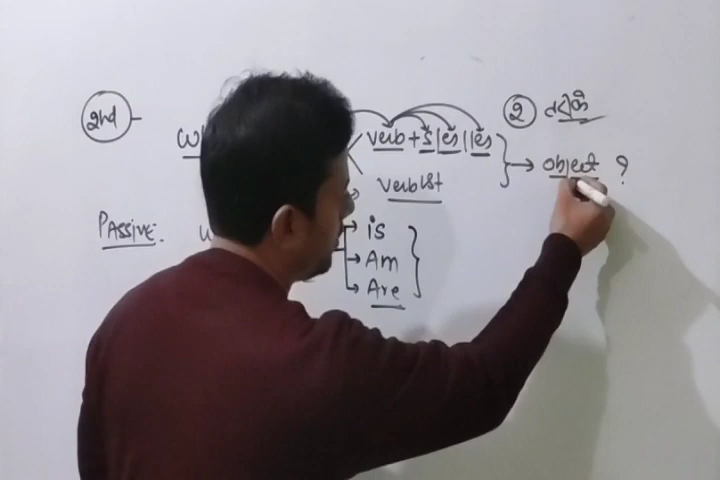 2nd -
② तरीके
verb + s | es | ies → object ?
verb 1st
PAssive.
→ is
→ Am
→ Are